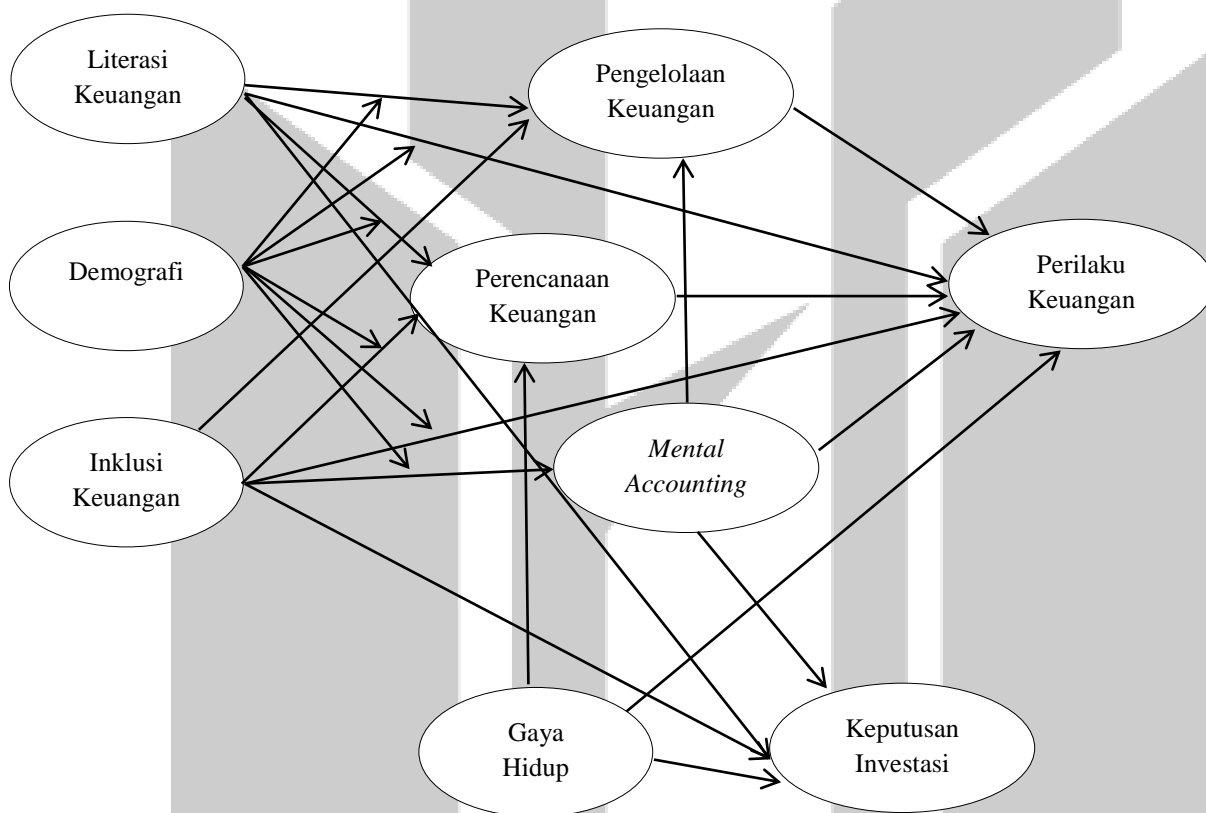 Literasi
Keuangan
Pengelolaan
Keuangan
Demografi
Perencanaan
Keuangan
Perilaku
Keuangan
Inklusi
Keuangan
Mental
Accounting
Gaya
Hidup
Keputusan
Investasi